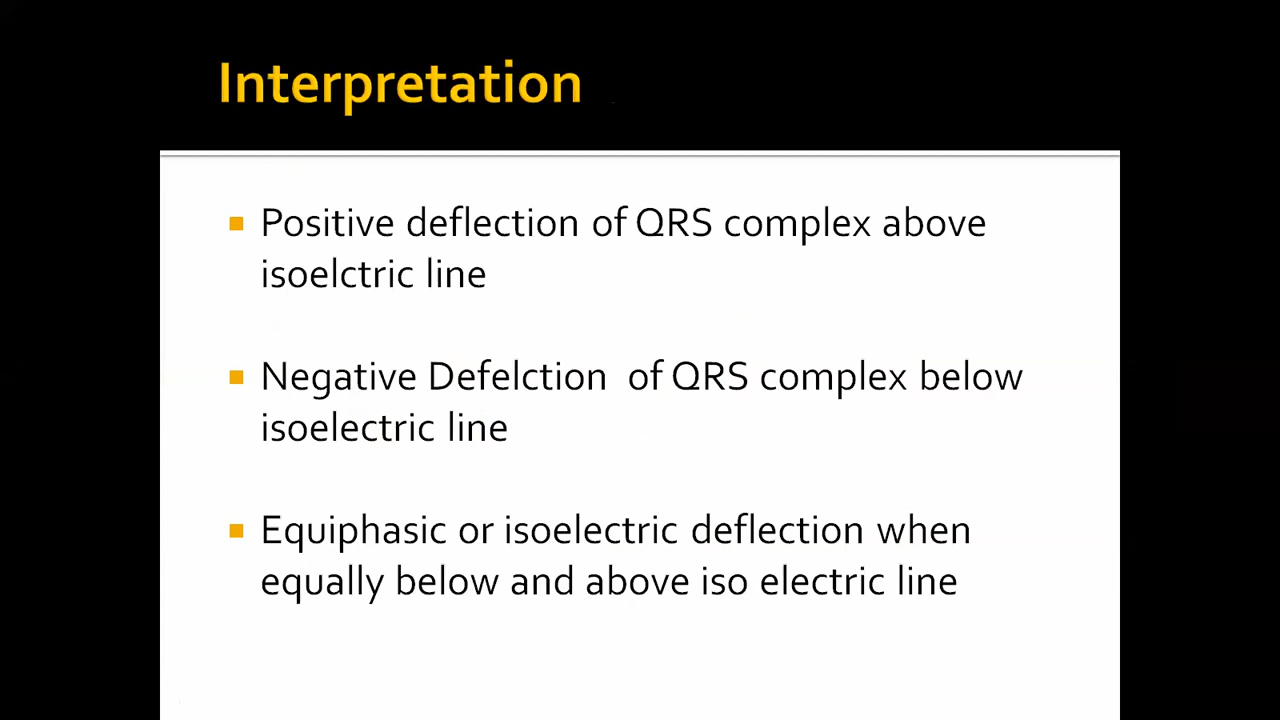 Interpretation
Positive deflection of QRS complex above
isoelctric line
Negative Defelction of QRS complex below
isoelectric line
Equiphasic or isoelectric deflection when
equally below and above iso electric line